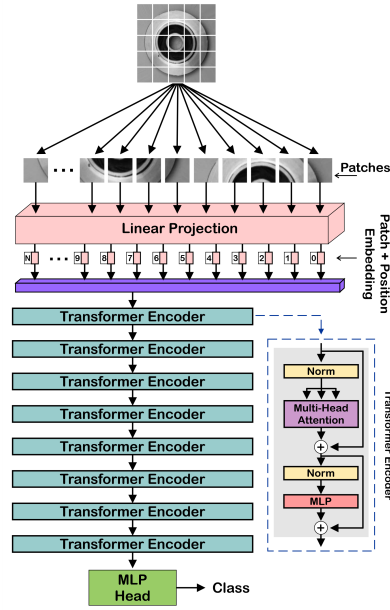 Patches
Linear Projection
Patch + Position
Embedding
N ... 9 8 7 6 5 4 3 2 1 0
Transformer Encoder
Transformer Encoder
Transformer Encoder
Transformer Encoder
Transformer Encoder
Transformer Encoder
Transformer Encoder
Transformer Encoder
Norm
Multi-Head
Attention
+
Norm
MLP
+
Transformer Encoder
MLP
Head
Class